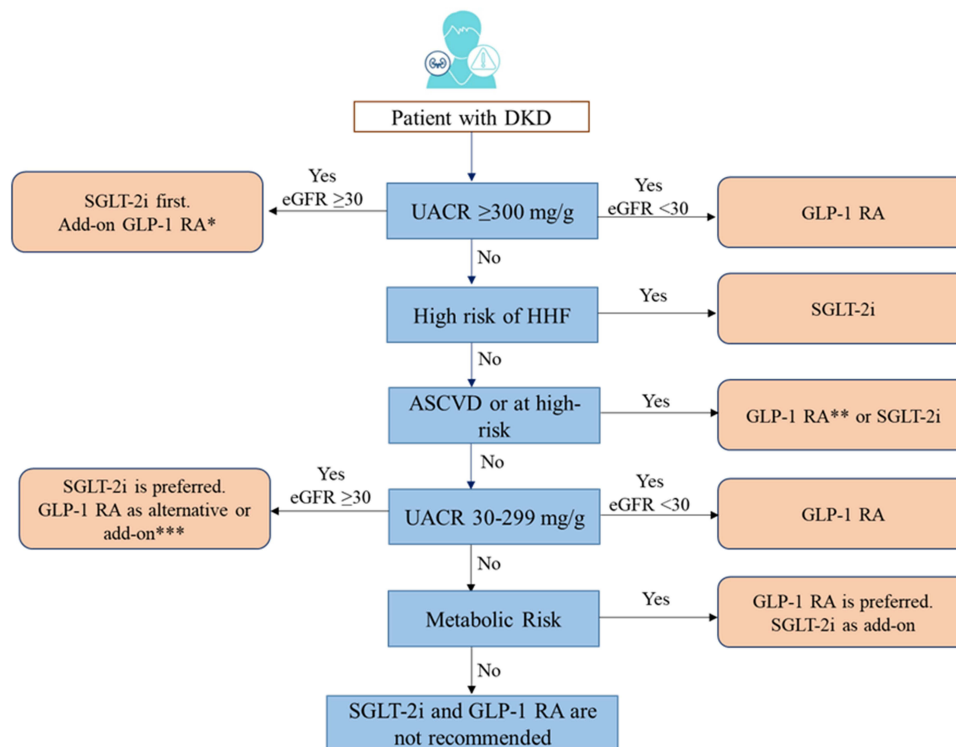 Patient with DKD
Yes
eGFR ≥30
SGLT-2i first.
Add-on GLP-1 RA*
UACR ≥300 mg/g
Yes
eGFR <30
GLP-1 RA
No
High risk of HHF
Yes
SGLT-2i
No
ASCVD or at high-
risk
Yes
GLP-1 RA** or SGLT-2i
No
Yes
eGFR ≥30
SGLT-2i is preferred.
GLP-1 RA as alternative or
add-on***
UACR 30-299 mg/g
Yes
eGFR <30
GLP-1 RA
No
Metabolic Risk
Yes
GLP-1 RA is preferred.
SGLT-2i as add-on
No
SGLT-2i and GLP-1 RA are
not recommended